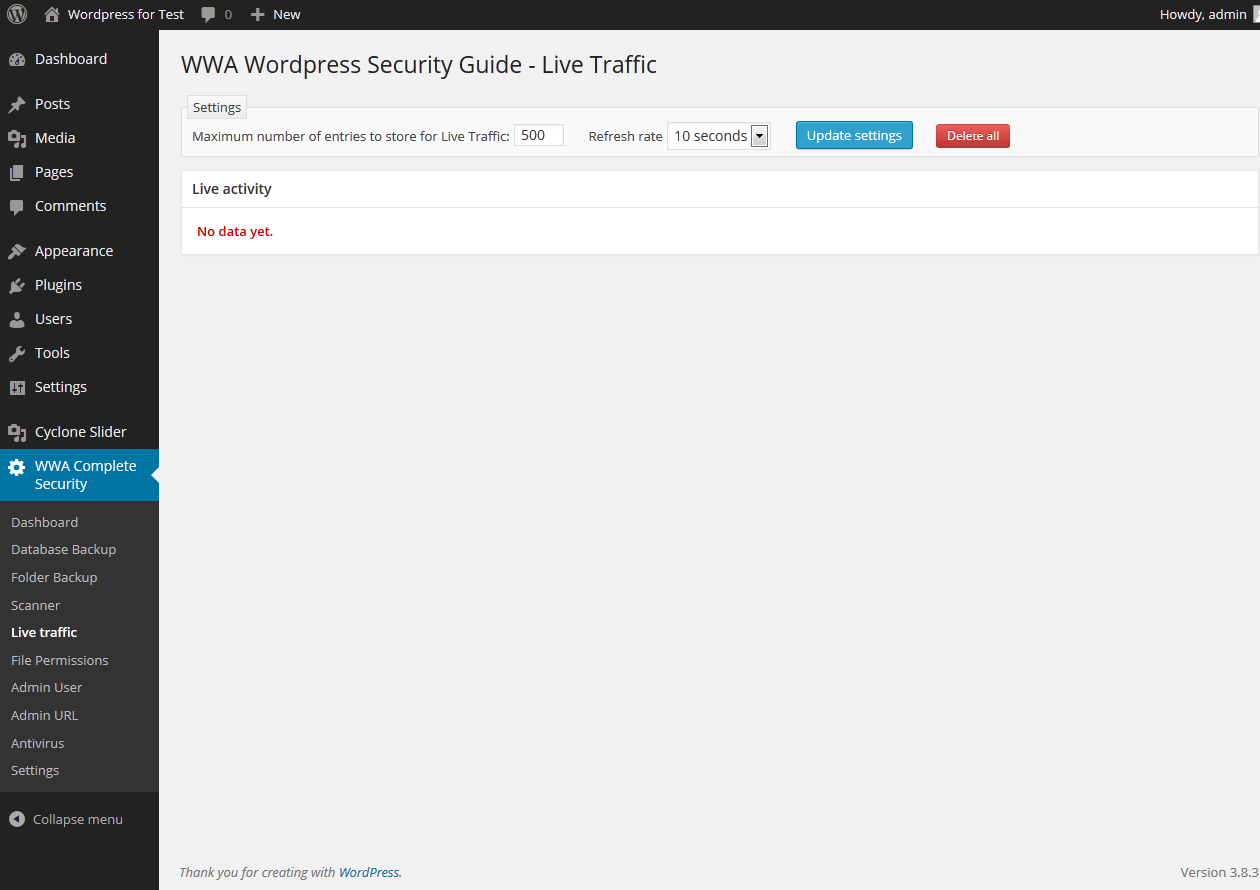 Wordpress for Test 0 New Howdy, admin
Dashboard
Posts
Media
Pages
Comments
Appearance
Plugins
Users
Tools
Settings
Cyclone Slider
WWA Complete
Security
Dashboard
Database Backup
Folder Backup
Scanner
Live traffic
File Permissions
Admin User
Admin URL
Antivirus
Settings
Collapse menu
WWA Wordpress Security Guide - Live Traffic
Settings
Maximum number of entries to store for Live Traffic: 500 Refresh rate 10 seconds Update settings Delete all
Live activity
No data yet.
Thank you for creating with WordPress. Version 3.8.3